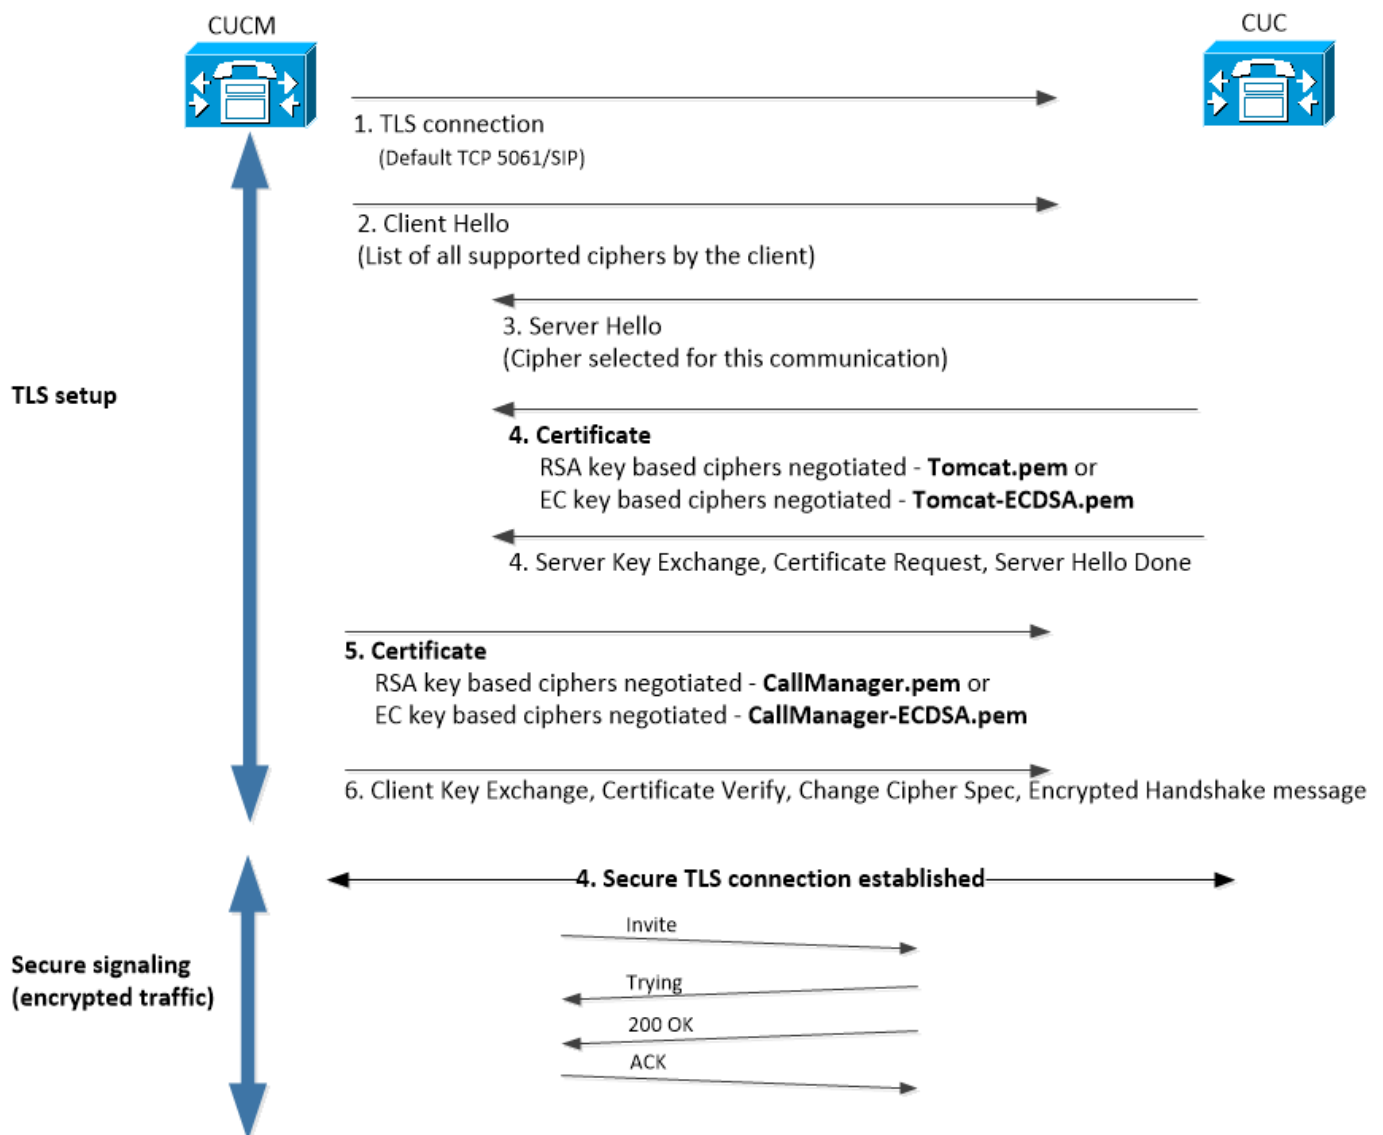 CUCM
CUC
1. TLS connection
(Default TCP 5061/SIP)
2. Client Hello
(List of all supported ciphers by the client)
3. Server Hello
(Cipher selected for this communication)
TLS setup
4. Certificate
RSA key based ciphers negotiated - Tomcat.pem or
EC key based ciphers negotiated - Tomcat-ECDSA.pem
4. Server Key Exchange, Certificate Request, Server Hello Done
5. Certificate
RSA key based ciphers negotiated - CallManager.pem or
EC key based ciphers negotiated - CallManager-ECDSA.pem
6. Client Key Exchange, Certificate Verify, Change Cipher Spec, Encrypted Handshake message
4. Secure TLS connection established
Invite
Secure signaling
(encrypted traffic)
Trying
200 OK
ACK